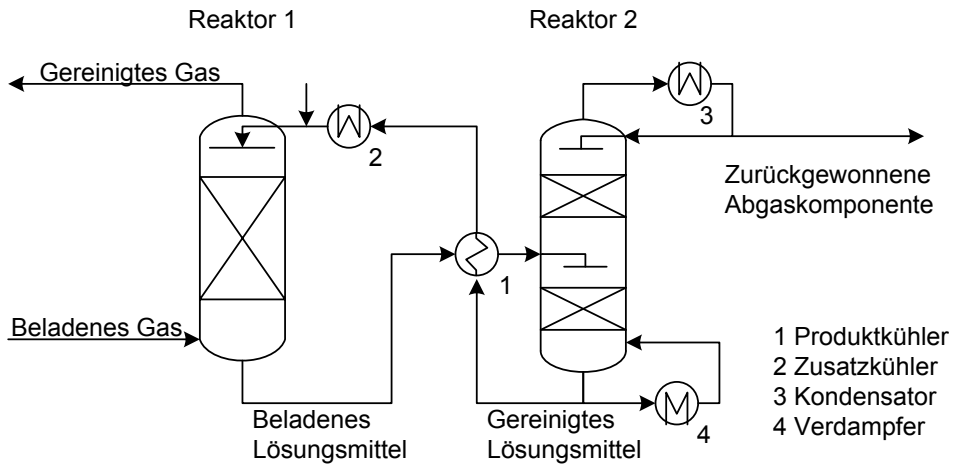 Reaktor 1
Reaktor 2
Gereinigtes Gas
3
2
Zurückgewonnene
Abgaskomponente
1
Beladenes Gas
1 Produktkühler
2 Zusatzkühler
3 Kondensator
4 Verdampfer
Beladenes
Lösungsmittel
Gereinigtes
Lösungsmittel
4